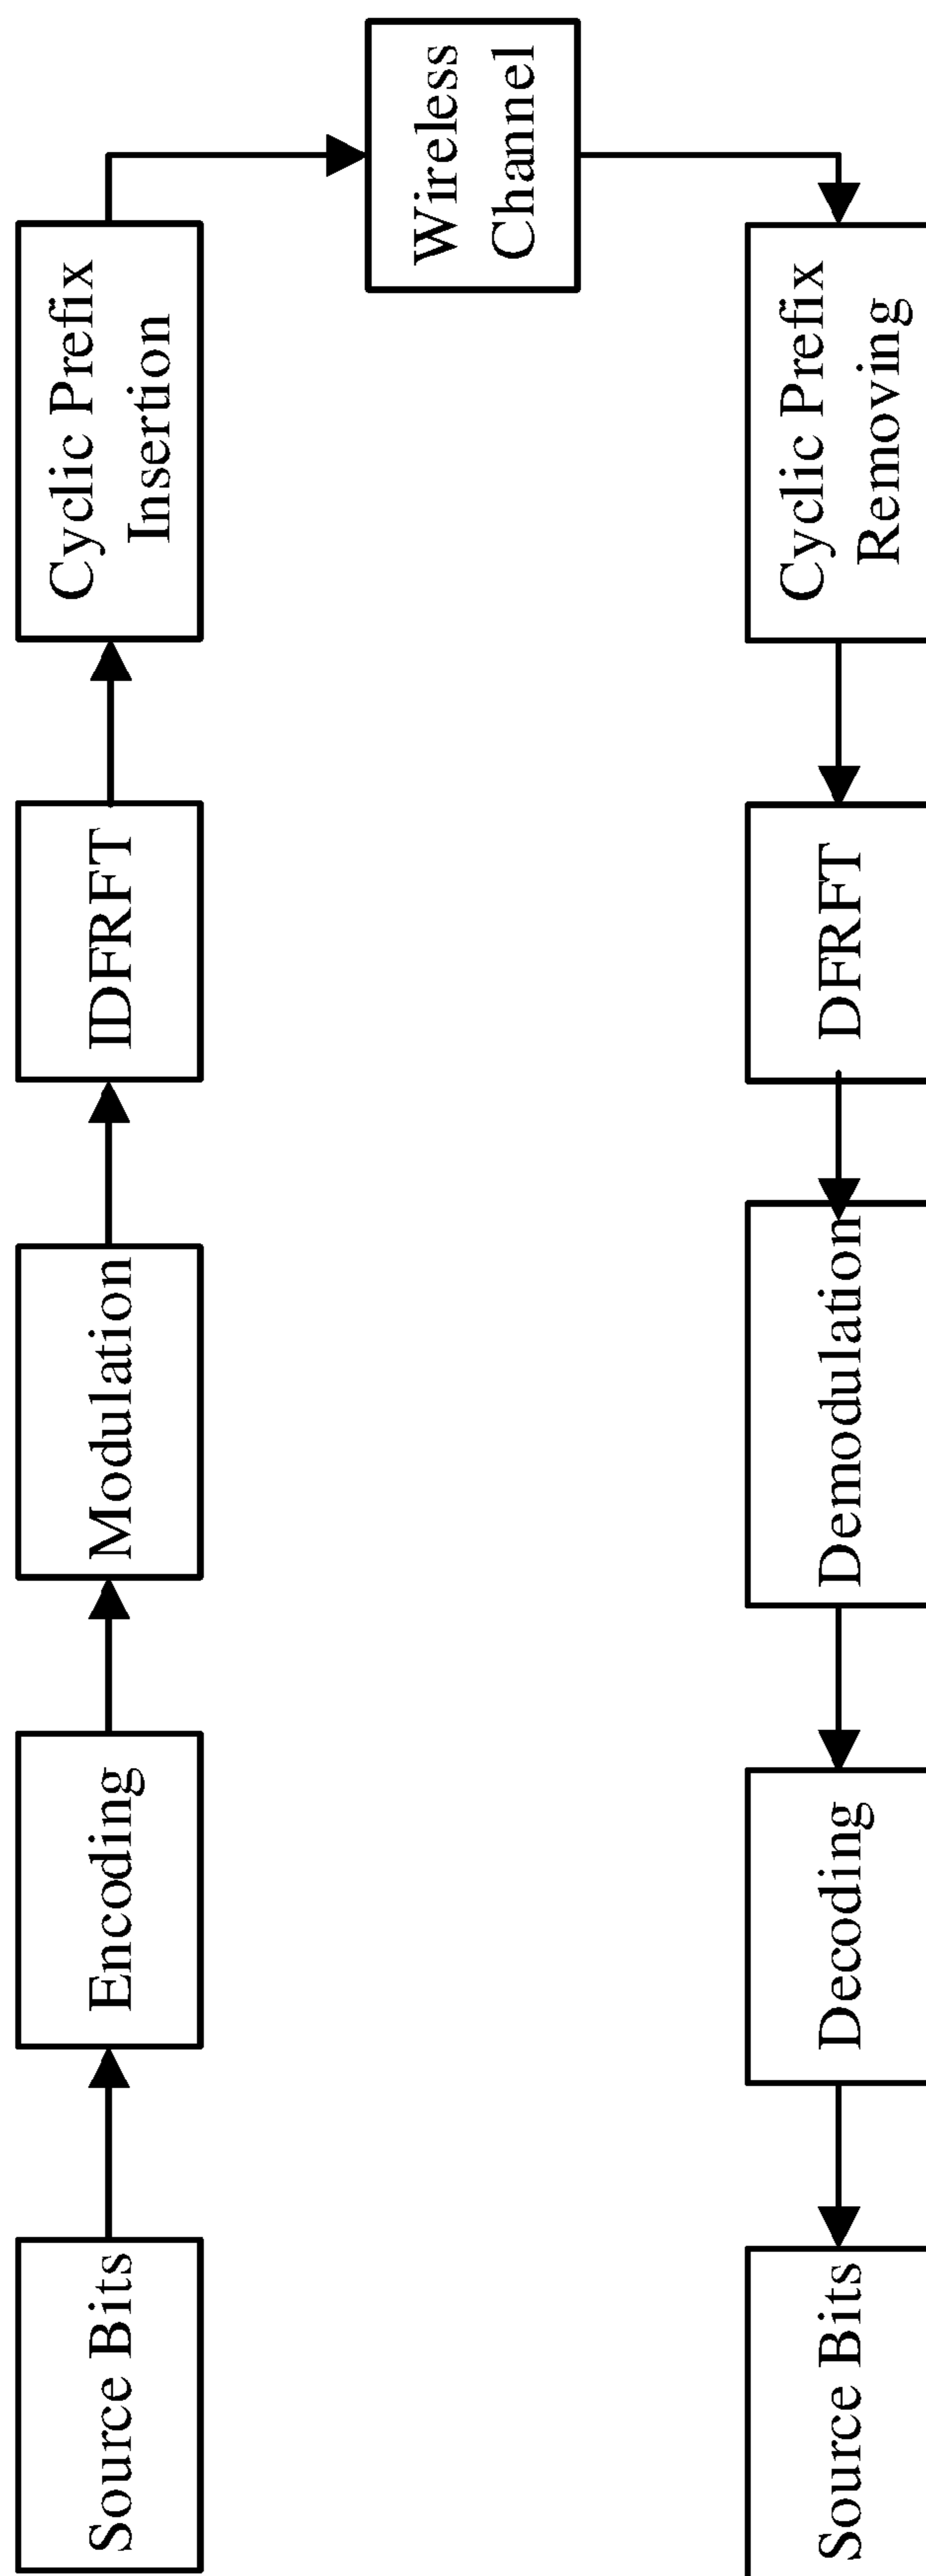 Source Bits
Encoding
Modulation
IDFRFT
Cyclic Prefix
Insertion
Wireless
Channel
Cyclic Prefix
Removing
DFRFT
Demodulation
Decoding
Source Bits